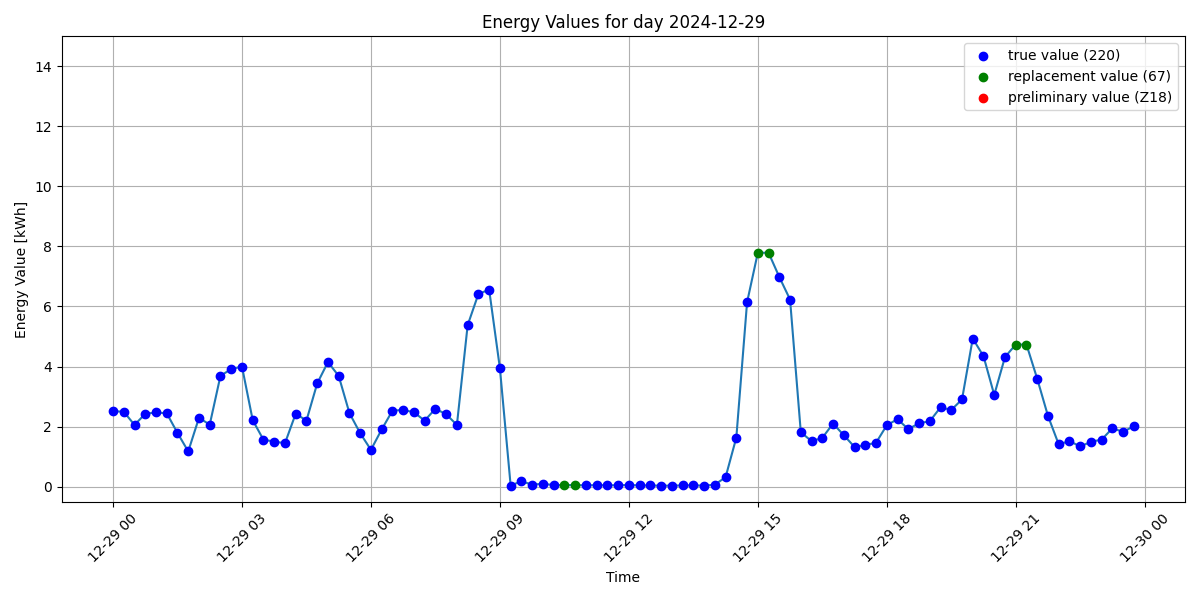 Energy Values for day 2024-12-29
true value (220)
replacement value (67)
preliminary value (Z18)
Energy Value [kWh]
14
12
10
8
6
4
2
0
12-29 00
12-29 03
12-29 06
12-29 09
12-29 12
12-29 15
12-29 18
12-29 21
12-30 00
Time